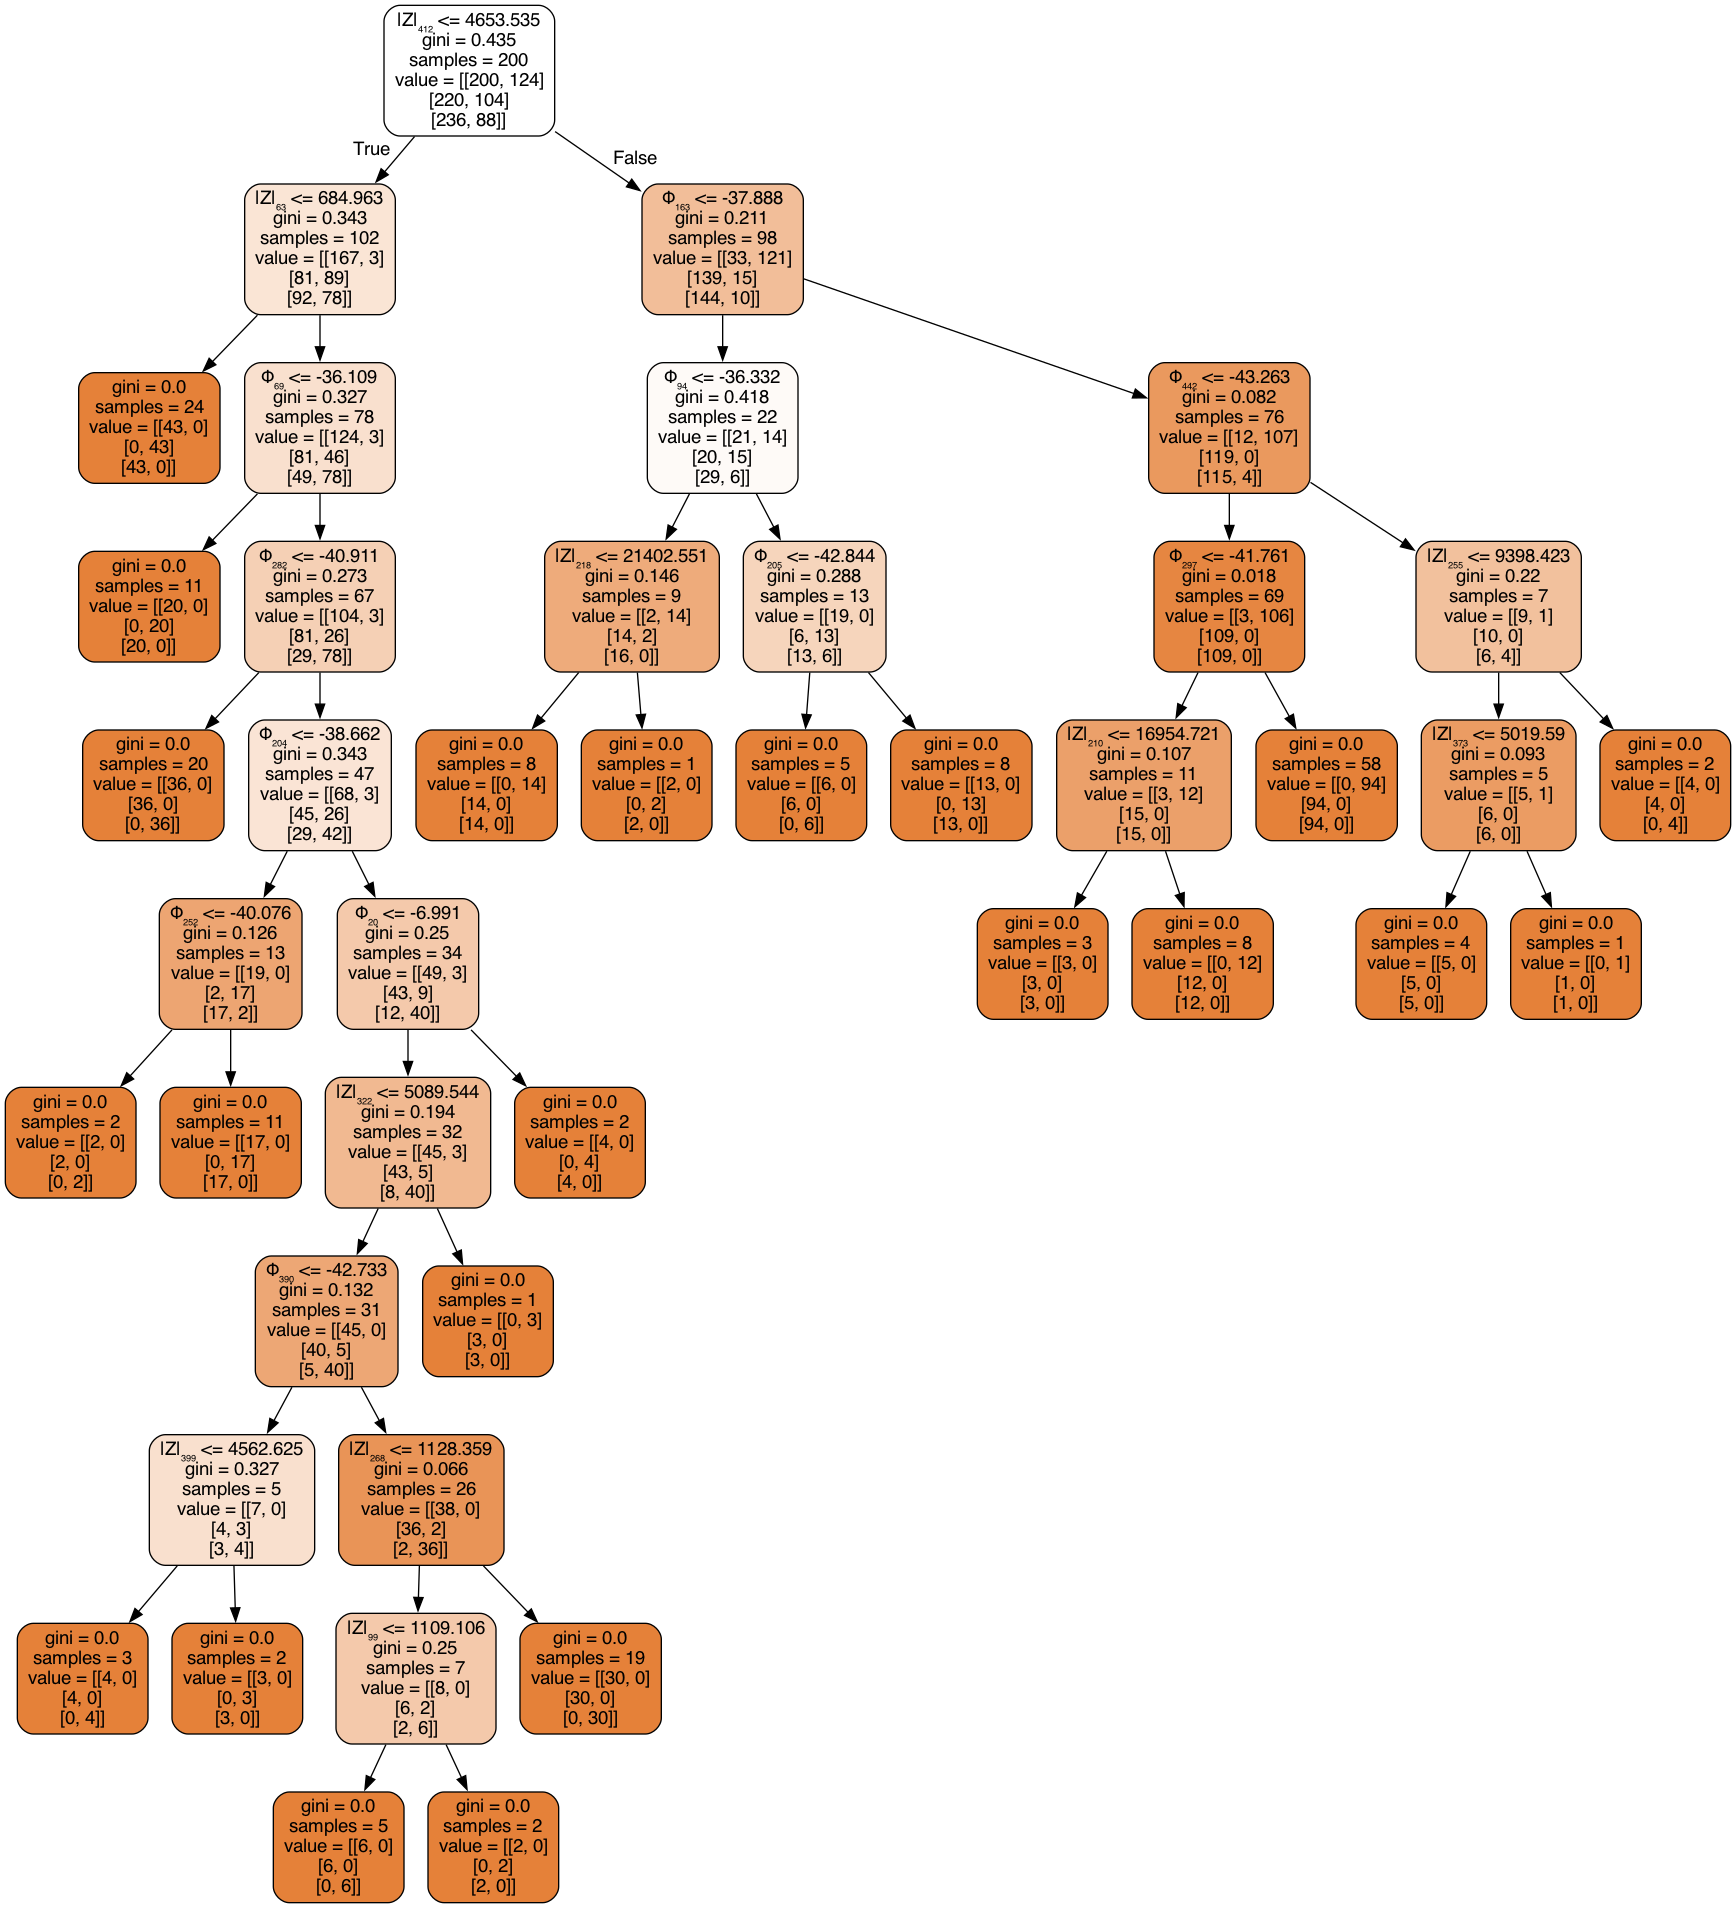 |Z|₄₁₂ <= 4653.535
gini = 0.435
samples = 200
value = [[200, 124]
[220, 104]
[236, 88]]
True
False
|Z|₆₃ <= 684.963
gini = 0.343
samples = 102
value = [[167, 3]
[81, 89]
[92, 78]]
Φ₁₆₃ <= -37.888
gini = 0.211
samples = 98
value = [[33, 121]
[139, 15]
[144, 10]]
gini = 0.0
samples = 24
value = [[43, 0]
[0, 43]
[43, 0]]
Φ₆₉ <= -36.109
gini = 0.327
samples = 78
value = [[124, 3]
[81, 46]
[49, 78]]
Φ₉₄ <= -36.332
gini = 0.418
samples = 22
value = [[21, 14]
[20, 15]
[29, 6]]
Φ₄₄₂ <= -43.263
gini = 0.082
samples = 76
value = [[12, 107]
[119, 0]
[115, 4]]
gini = 0.0
samples = 11
value = [[20, 0]
[0, 20]
[20, 0]]
Φ₂₈₂ <= -40.911
gini = 0.273
samples = 67
value = [[104, 3]
[81, 26]
[29, 78]]
|Z|₂₁₈ <= 21402.551
gini = 0.146
samples = 9
value = [[2, 14]
[14, 2]
[16, 0]]
Φ₂₀₅ <= -42.844
gini = 0.288
samples = 13
value = [[19, 0]
[6, 13]
[13, 6]]
Φ₂₉₇ <= -41.761
gini = 0.018
samples = 69
value = [[3, 106]
[109, 0]
[109, 0]]
|Z|₂₅₅ <= 9398.423
gini = 0.22
samples = 7
value = [[9, 1]
[10, 0]
[6, 4]]
gini = 0.0
samples = 20
value = [[36, 0]
[36, 0]
[0, 36]]
Φ₂₀₄ <= -38.662
gini = 0.343
samples = 47
value = [[68, 3]
[45, 26]
[29, 42]]
gini = 0.0
samples = 8
value = [[0, 14]
[14, 0]
[14, 0]]
gini = 0.0
samples = 1
value = [[2, 0]
[0, 2]
[2, 0]]
gini = 0.0
samples = 5
value = [[6, 0]
[6, 0]
[0, 6]]
gini = 0.0
samples = 8
value = [[13, 0]
[0, 13]
[13, 0]]
|Z|₂₁₀ <= 16954.721
gini = 0.107
samples = 11
value = [[3, 12]
[15, 0]
[15, 0]]
gini = 0.0
samples = 58
value = [[0, 94]
[94, 0]
[94, 0]]
|Z|₃₇₃ <= 5019.59
gini = 0.093
samples = 5
value = [[5, 1]
[6, 0]
[6, 0]]
gini = 0.0
samples = 2
value = [[4, 0]
[4, 0]
[0, 4]]
Φ₂₅₂ <= -40.076
gini = 0.126
samples = 13
value = [[19, 0]
[2, 17]
[17, 2]]
Φ₂₀ <= -6.991
gini = 0.25
samples = 34
value = [[49, 3]
[43, 9]
[12, 40]]
gini = 0.0
samples = 3
value = [[3, 0]
[3, 0]
[3, 0]]
gini = 0.0
samples = 8
value = [[0, 12]
[12, 0]
[12, 0]]
gini = 0.0
samples = 4
value = [[5, 0]
[5, 0]
[5, 0]]
gini = 0.0
samples = 1
value = [[0, 1]
[1, 0]
[1, 0]]
gini = 0.0
samples = 2
value = [[2, 0]
[2, 0]
[0, 2]]
gini = 0.0
samples = 11
value = [[17, 0]
[0, 17]
[17, 0]]
|Z|₃₂₂ <= 5089.544
gini = 0.194
samples = 32
value = [[45, 3]
[43, 5]
[8, 40]]
gini = 0.0
samples = 2
value = [[4, 0]
[0, 4]
[4, 0]]
Φ₃₉₀ <= -42.733
gini = 0.132
samples = 31
value = [[45, 0]
[40, 5]
[5, 40]]
gini = 0.0
samples = 1
value = [[0, 3]
[3, 0]
[3, 0]]
|Z|₃₉₉ <= 4562.625
gini = 0.327
samples = 5
value = [[7, 0]
[4, 3]
[3, 4]]
|Z|₂₆₈ <= 1128.359
gini = 0.066
samples = 26
value = [[38, 0]
[36, 2]
[2, 36]]
gini = 0.0
samples = 3
value = [[4, 0]
[4, 0]
[0, 4]]
gini = 0.0
samples = 2
value = [[3, 0]
[0, 3]
[3, 0]]
|Z|₉₉ <= 1109.106
gini = 0.25
samples = 7
value = [[8, 0]
[6, 2]
[2, 6]]
gini = 0.0
samples = 19
value = [[30, 0]
[30, 0]
[0, 30]]
gini = 0.0
samples = 5
value = [[6, 0]
[6, 0]
[0, 6]]
gini = 0.0
samples = 2
value = [[2, 0]
[0, 2]
[2, 0]]